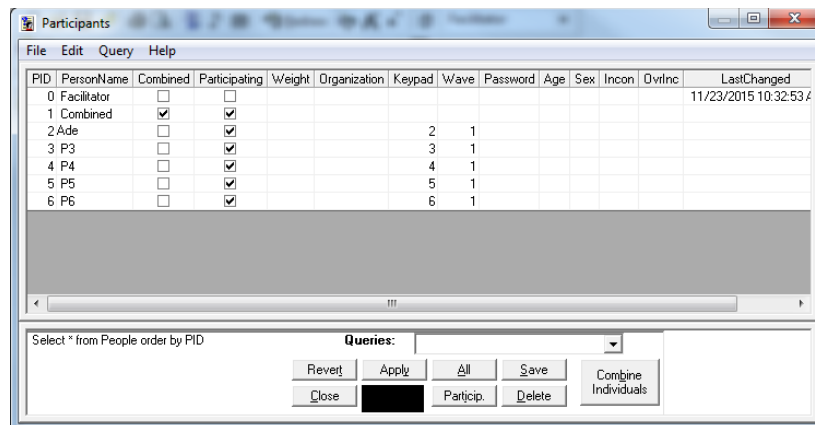 Participants
File Edit Query Help
PID PersonName Combined Participating Weight Organization Keypad Wave Password Age Sex Incon OvrInc LastChanged
0 Facilitator 11/23/2015 10:32:53 A
1 Combined
2 Ade 2 1
3 P3 3 1
4 P4 4 1
5 P5 5 1
6 P6 6 1
Select * from People order by PID Queries:
Revert Apply All Save Combine
Individuals
Close Particip. Delete